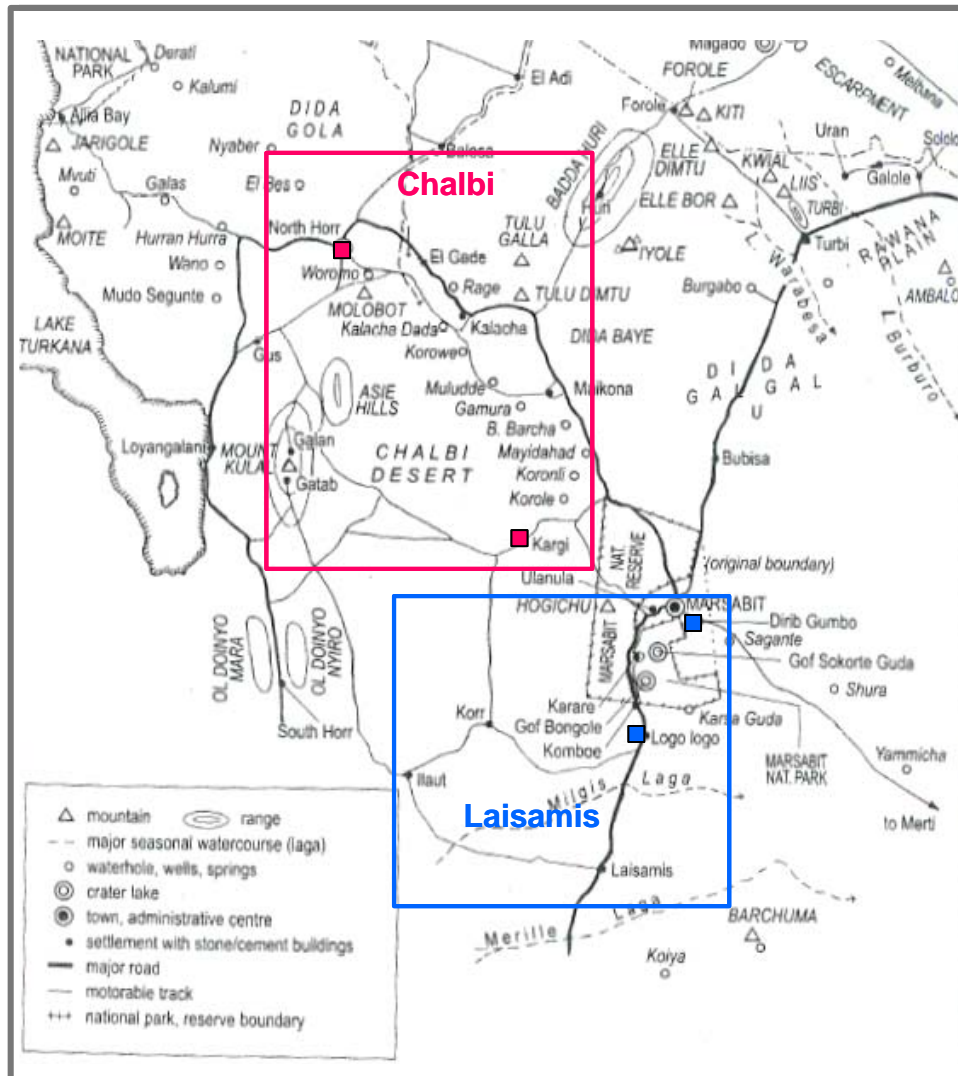 NATIONAL
PARK
Derati
Kalumi
El Adi
Magado
FOROLE
ESCARPMENT
Melbana
Allia Bay
JARIGOLE
DIDA
GOLA
Forole
KITI
Uran
Sololo
Nyaber
Balesa
BADDA HURI
ELLE
DIMTU
KWIAL
LIIS
Galole
Mvuti
Galas
El Bes
Chalbi
Huri
ELLE BOR
TURBI
MOITE
Hurran Hurra
North Horr
TULU
GALLA
IYOLE
Turbi
RAWANA
PLAIN
Wano
El Gade
Woromo
Rage
L. Warabesa
Burgabo
AMBALO
Mudo Segunte
MOLOBOT
TULU DIMTU
LAKE
TURKANA
Kalacha Dada
Kalacha
DIDA BAYE
L. Burburo
Gus
Korowe
DIDA
GALGALU
ASIE
HILLS
Muludde
Maikona
Gamura
B. Barcha
Loyangalani
MOUNT
KULAL
Galan
CHALBI
DESERT
Mayidahad
Bubisa
Gatab
Koronli
Korole
Kargi
NAT.
RESERVE
(original boundary)
Ulanula
HOGICHU
MARSABIT
MARSABIT
Dirib Gumbo
Sagante
OL DOINYO
MARA
OL DOINYO
NYIRO
Gof Sokorte Guda
Shura
Karare
Korr
Gof Bongole
Karsa Guda
South Horr
Komboe
Logo logo
MARSABIT
NAT. PARK
Yammicha
Ilaut
Milgis Laga
Laisamis
to Merti
Laisamis
Merille Laga
BARCHUMA
Koiya
mountain range
major seasonal watercourse (laga)
waterhole, wells, springs
crater lake
town, administrative centre
settlement with stone/cement buildings
major road
motorable track
national park, reserve boundary